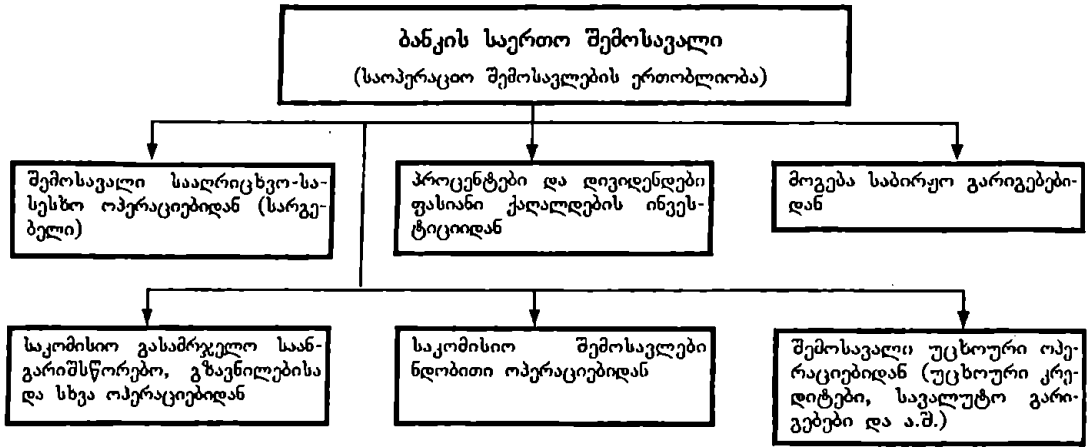 ბანკის საერთო შემოსავალი
(საოპერაციო შემოსავლების ერთობლიობა)
შემოსავალი სააღრიცხვო-სა-
სესხო ოპერაციებიდან (სარგე-
ბელი)
პროცენტები და დივიდენდები
ფასიანი ქაღალდების ინვეს-
ტიციიდან
მოგება საბირჟო გარიგებები-
დან
საკომისიო გასამრჯელო საან-
გარიშსწორებო, გზავნილებისა
და სხვა ოპერაციებიდან
საკომისიო შემოსავლები
ნდობითი ოპერაციებიდან
შემოსავალი უცხოური ოპე-
რაციებიდან (უცხოური კრე-
დიტები, სავალუტო გარი-
გებები და ა.შ.)